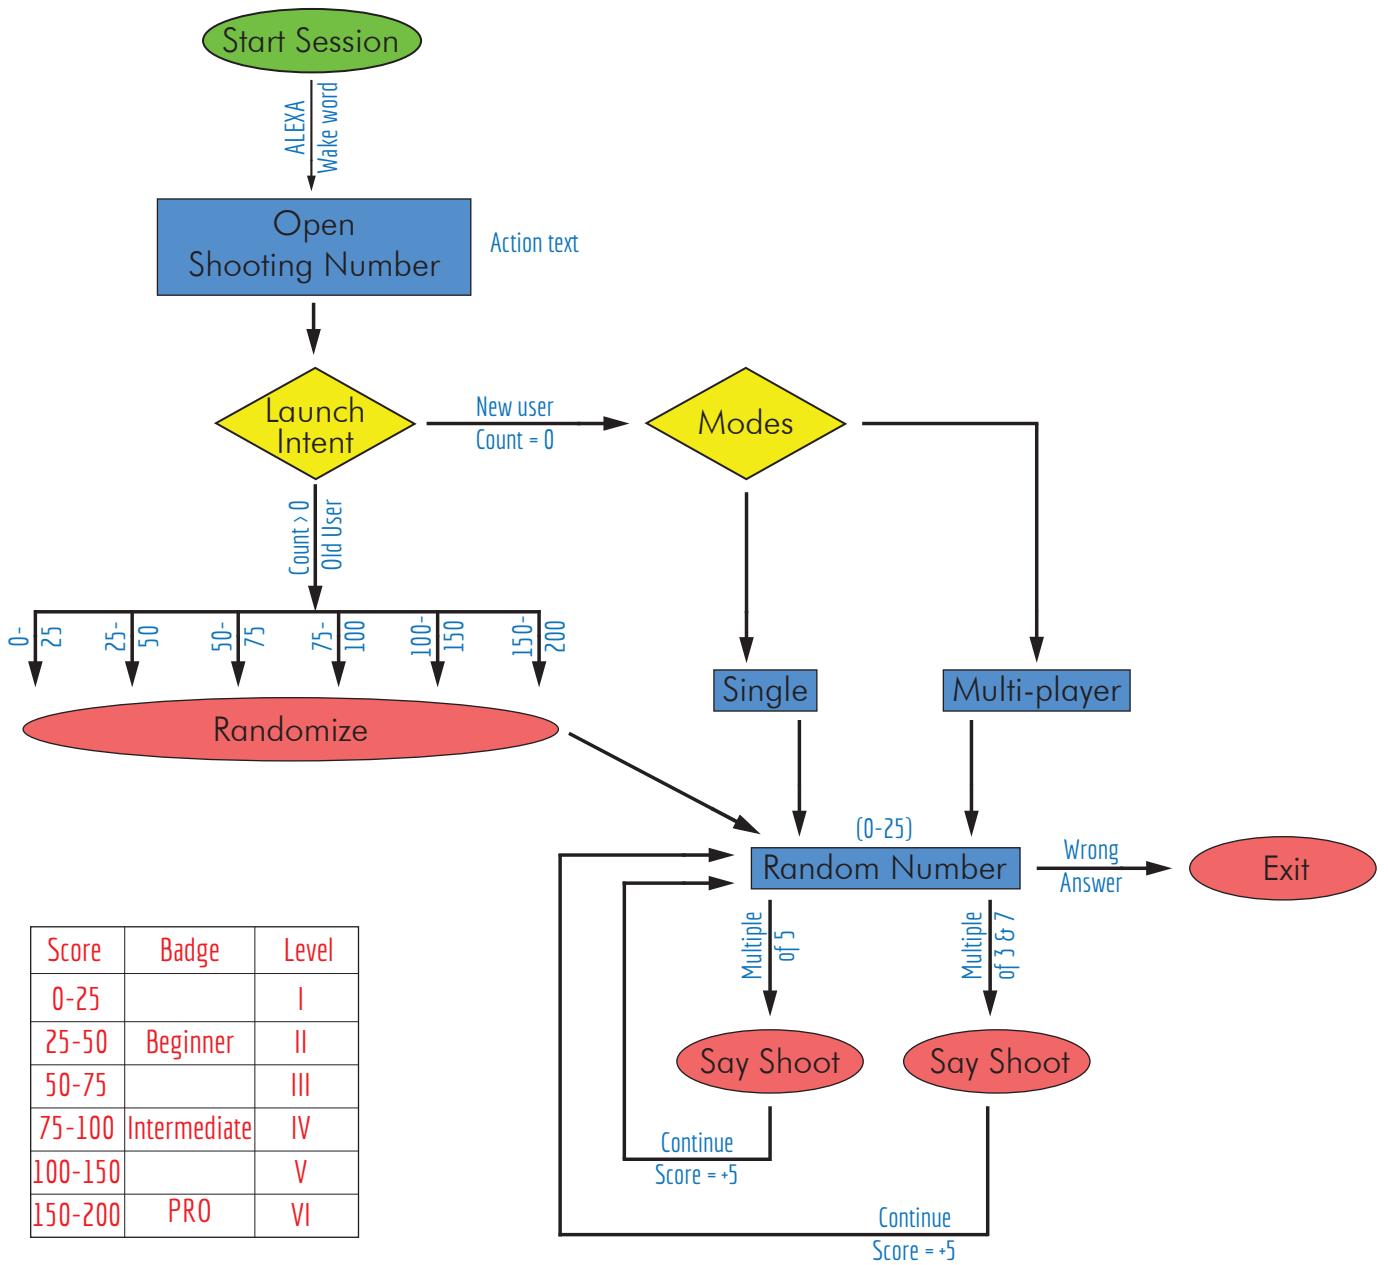 Start Session
ALEXA
Wake word
Open
Shooting Number
Action text
Launch
Intent
New user
Count = 0
Modes
Count > 0
Old User
0-
25
25-
50
50-
75
75-
100
100-
150
150-
200
Randomize
Single
Multi-player
(0-25)
Random Number
Wrong
Answer
Exit
Multiple
of 5
Multiple
of 3 & 7
Say Shoot
Say Shoot
Continue
Score = +5
Continue
Score = +5
Score Badge Level
0-25 I
25-50 Beginner II
50-75 III
75-100 Intermediate IV
100-150 V
150-200 PRO VI